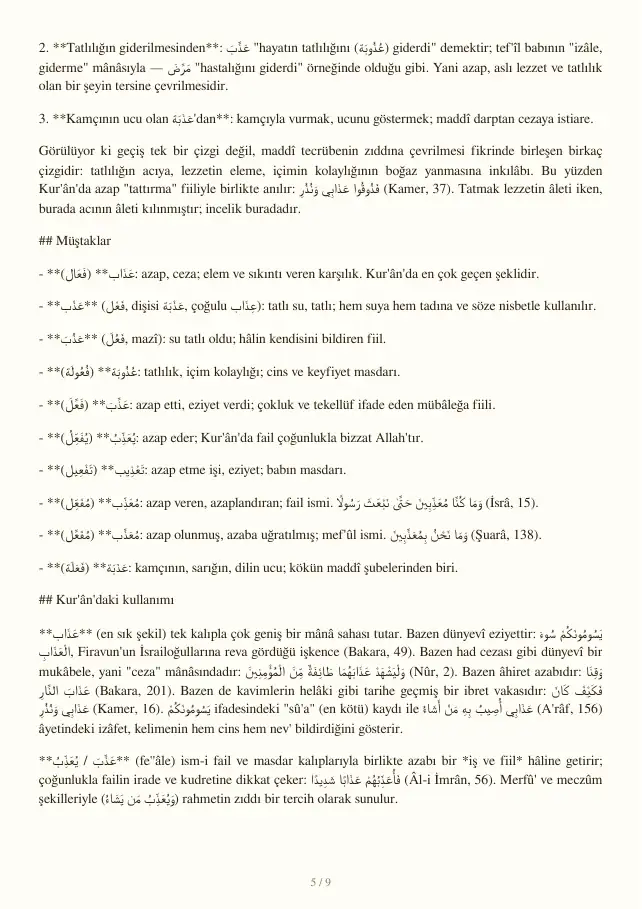 2. **Tatlılığın giderilmesinden**: عَذَّبَ "hayatın tatlılığını (عُذُوبَة) giderdi" demektir; tef'îl babının "izâle,
giderme" mânâsıyla — مَرَّضَ "hastalığını giderdi" örneğinde olduğu gibi. Yani azap, aslı lezzet ve tatlılık
olan bir şeyin tersine çevrilmesidir.
3. **Kamçının ucu olan عَذَبَة'dan**: kamçıyla vurmak, ucunu göstermek; maddî darptan cezaya istiare.
Görülüyor ki geçiş tek bir çizgi değil, maddî tecrübenin zıddına çevrilmesi fikrinde birleşen birkaç
çizgidir: tatlılığın acıya, lezzetin eleme, içimin kolaylığının boğaz yanmasına inkılâbı. Bu yüzden
Kur'ân'da azap "tattırma" fiiliyle birlikte anılır: فَذُوقُوا عَذَابِي وَنُذُرِ (Kamer, 37). Tatmak lezzetin âleti iken,
burada acının âleti kılınmıştır; incelik buradadır.
## Müştaklar
- **عَذَاب** (فَعَال): azap, ceza; elem ve sıkıntı veren karşılık. Kur'ân'da en çok geçen şeklidir.
- **عَذْب** (فَعْل, dişisi عَذْبَة, çoğulu عِذَاب): tatlı su, tatlı; hem suya hem tadına ve söze nisbetle kullanılır.
- **عَذُبَ** (فَعُلَ, mazî): su tatlı oldu; hâlin kendisini bildiren fiil.
- **عُذُوبَة** (فُعُولَة): tatlılık, içim kolaylığı; cins ve keyfiyet masdarı.
- **عَذَّبَ** (فَعَّلَ): azap etti, eziyet verdi; çokluk ve tekellüf ifade eden mübâleğa fiili.
- **يُعَذِّبُ** (يُفَعِّلُ): azap eder; Kur'ân'da fail çoğunlukla bizzat Allah'tır.
- **تَعْذِيب** (تَفْعِيل): azap etme işi, eziyet; babın masdarı.
- **مُعَذِّب** (مُفَعِّل): azap veren, azaplandıran; fail ismi. وَمَا كُنَّا مُعَذِّبِينَ حَتَّىٰ نَبْعَثَ رَسُولًا (İsrâ, 15).
- **مُعَذَّب** (مُفَعَّل): azap olunmuş, azaba uğratılmış; mef'ûl ismi. وَمَا نَحْنُ بِمُعَذَّبِينَ (Şuarâ, 138).
- **عَذَبَة** (فَعَلَة): kamçının, sarığın, dilin ucu; kökün maddî şubelerinden biri.
## Kur'ân'daki kullanımı
**عَذَاب** (en sık şekil) tek kalıpla çok geniş bir mânâ sahası tutar. Bazen dünyevî eziyettir: يَسُومُونَكُمْ سُوءَ
الْعَذَابِ, Firavun'un İsrailoğullarına reva gördüğü işkence (Bakara, 49). Bazen had cezası gibi dünyevî bir
mukâbele, yani "ceza" mânâsındadır: وَلْيَشْهَدْ عَذَابَهُمَا طَائِفَةٌ مِّنَ الْمُؤْمِنِينَ (Nûr, 2). Bazen âhiret azabıdır: وَقِنَا
عَذَابَ النَّارِ (Bakara, 201). Bazen de kavimlerin helâki gibi tarihe geçmiş bir ibret vakasıdır: فَكَيْفَ كَانَ
عَذَابِي وَنُذُرِ (Kamer, 16). يَسُومُونَكُمْ ifadesindeki "sû'a" (en kötü) kaydı ile عَذَابِي أُصِيبُ بِهِ مَنْ أَشَاءُ (A'râf, 156)
âyetindeki izâfet, kelimenin hem cins hem nev' bildirdiğini gösterir.
**عَذَّبَ / يُعَذِّبُ** (fe''âle) ism-i fail ve masdar kalıplarıyla birlikte azabı bir *iş ve fiil* hâline getirir;
çoğunlukla failin irade ve kudretine dikkat çeker: فَأُعَذِّبُهُمْ عَذَابًا شَدِيدًا (Âl-i İmrân, 56). Merfû' ve meczûm
şekilleriyle (وَيُعَذِّبُ مَن يَشَاءُ) rahmetin zıddı bir tercih olarak sunulur.
5 / 9